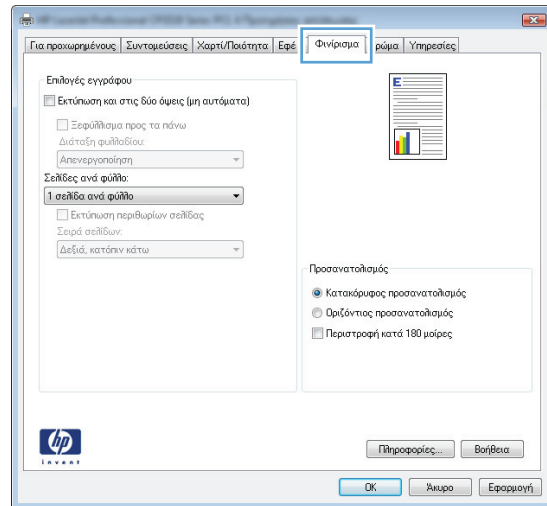 Για προχωρημένους Συντομεύσεις Χαρτί/Ποιότητα Εφέ Φινίρισμα ρώμα Υπηρεσίες
Επιλογές εγγράφου
Εκτύπωση και στις δύο όψεις (μη αυτόματα)
Ξεφύλλισμα προς τα πάνω
Διάταξη φυλλαδίου:
Απενεργοποίηση
Σελίδες ανά φύλλο:
1 σελίδα ανά φύλλο
Εκτύπωση περιθωρίων σελίδας
Σειρά σελίδων:
Δεξιά, κατόπιν κάτω
E
Προσανατολισμός
Κατακόρυφος προσανατολισμός
Οριζόντιος προσανατολισμός
Περιστροφή κατά 180 μοίρες
hp
invent
Πληροφορίες... Βοήθεια
OK Άκυρο Εφαρμογή